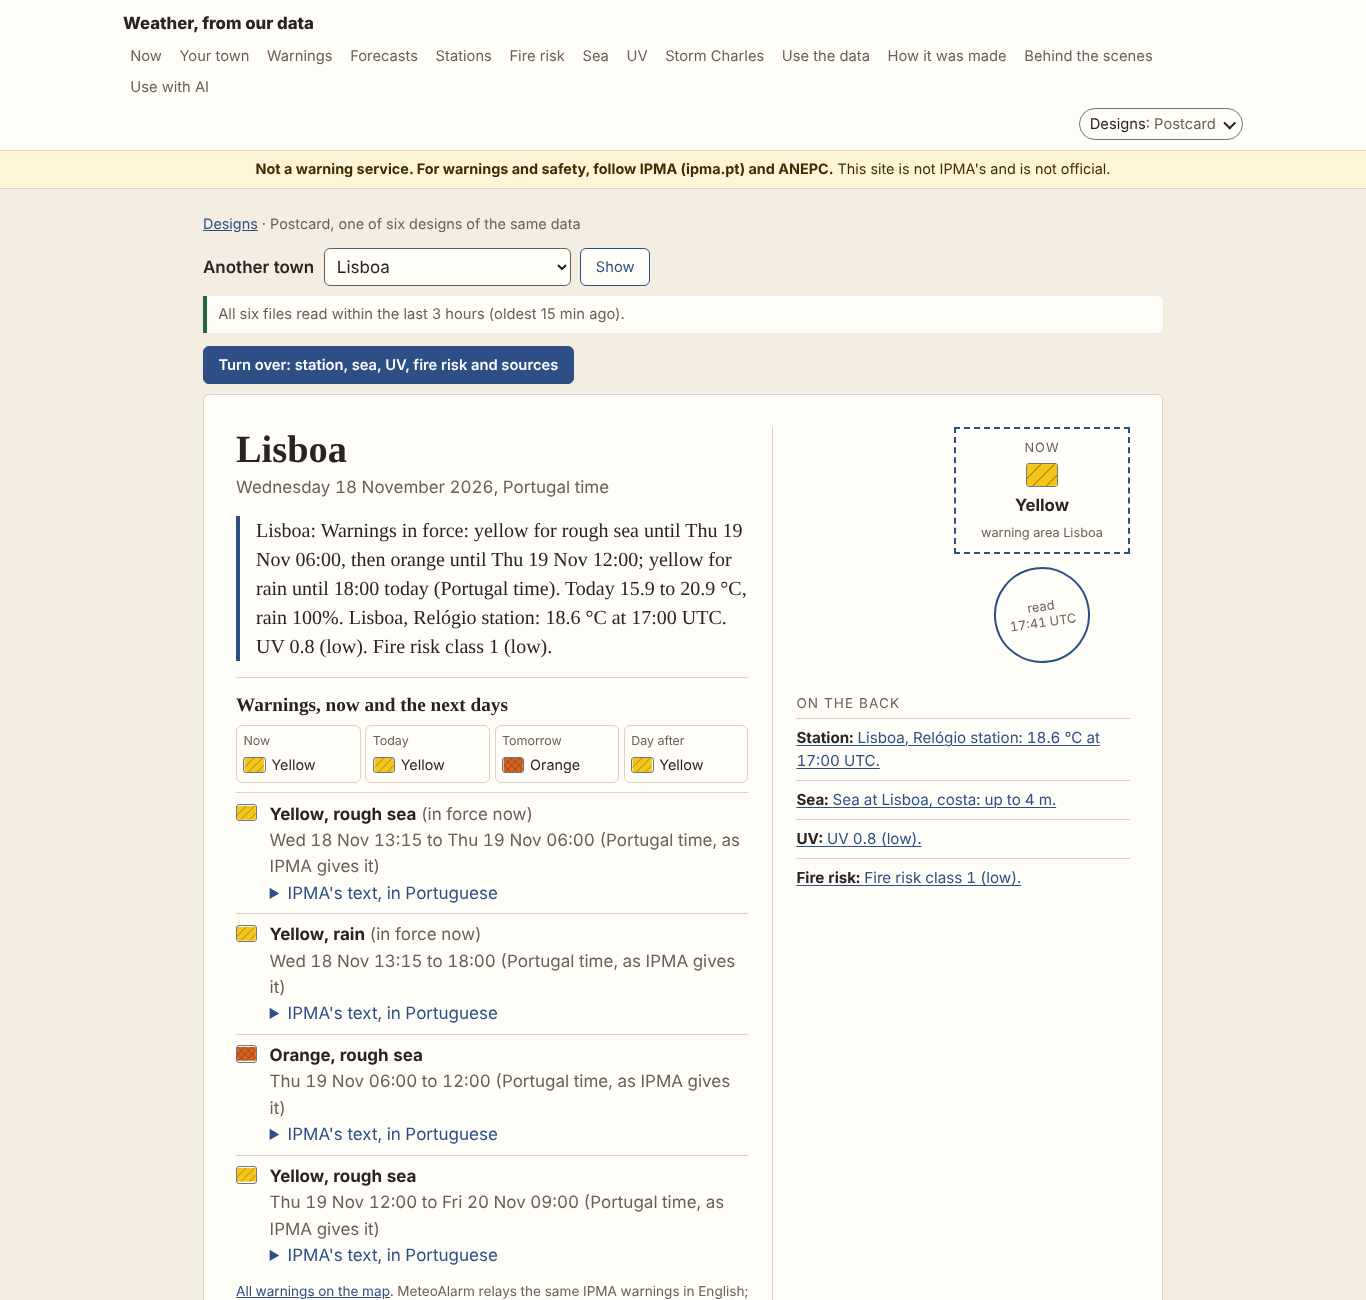 Weather, from our data
Now Your town Warnings Forecasts Stations Fire risk Sea UV Storm Charles Use the data How it was made Behind the scenes
Use with AI
Designs: Postcard
Not a warning service. For warnings and safety, follow IPMA (ipma.pt) and ANEPC. This site is not IPMA's and is not official.
Designs · Postcard, one of six designs of the same data
Another town Lisboa Show
All six files read within the last 3 hours (oldest 15 min ago).
Turn over: station, sea, UV, fire risk and sources
Lisboa
Wednesday 18 November 2026, Portugal time
Lisboa: Warnings in force: yellow for rough sea until Thu 19
Nov 06:00, then orange until Thu 19 Nov 12:00; yellow for
rain until 18:00 today (Portugal time). Today 15.9 to 20.9 °C,
rain 100%. Lisboa, Relógio station: 18.6 °C at 17:00 UTC.
UV 0.8 (low). Fire risk class 1 (low).
Warnings, now and the next days
Now Today Tomorrow Day after
Yellow Yellow Orange Yellow
Yellow, rough sea (in force now)
Wed 18 Nov 13:15 to Thu 19 Nov 06:00 (Portugal time, as
IPMA gives it)
IPMA's text, in Portuguese
Yellow, rain (in force now)
Wed 18 Nov 13:15 to 18:00 (Portugal time, as IPMA gives
it)
IPMA's text, in Portuguese
Orange, rough sea
Thu 19 Nov 06:00 to 12:00 (Portugal time, as IPMA gives
it)
IPMA's text, in Portuguese
Yellow, rough sea
Thu 19 Nov 12:00 to Fri 20 Nov 09:00 (Portugal time, as
IPMA gives it)
IPMA's text, in Portuguese
All warnings on the map. MeteoAlarm relays the same IPMA warnings in English;
NOW
Yellow
warning area Lisboa
read
17:41 UTC
ON THE BACK
Station: Lisboa, Relógio station: 18.6 °C at
17:00 UTC.
Sea: Sea at Lisboa, costa: up to 4 m.
UV: UV 0.8 (low).
Fire risk: Fire risk class 1 (low).